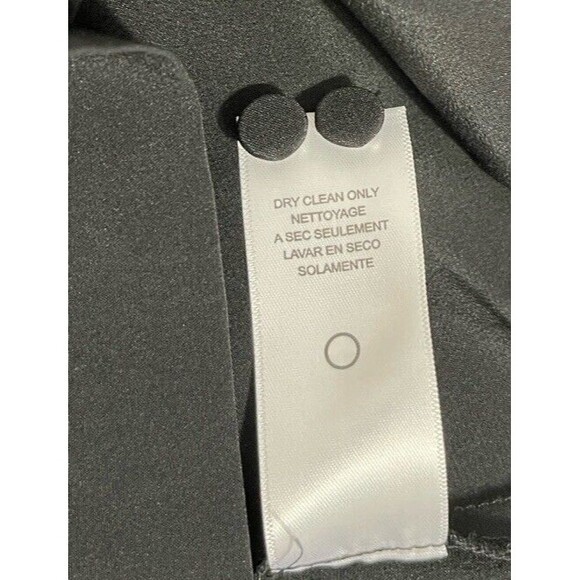 DRY CLEAN ONLY
NETTOYAGE
A SEC SEULEMENT
LAVAR EN SECO
SOLAMENTE